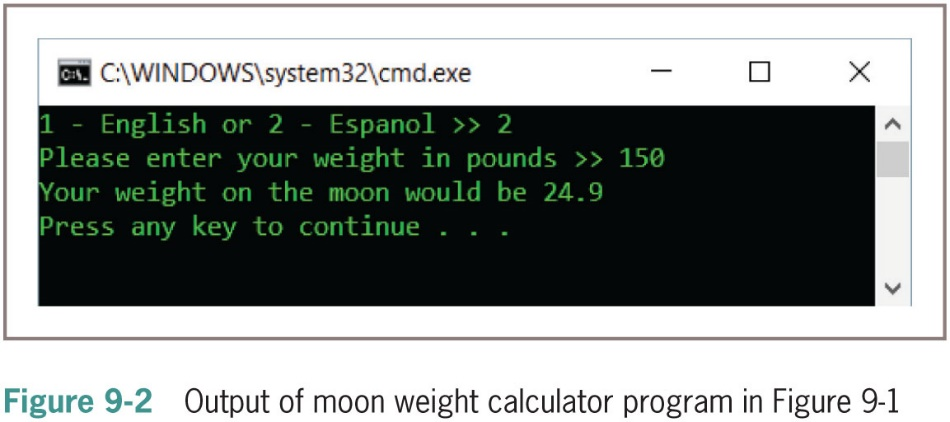 C:\WINDOWS\system32\cmd.exe
1 - English or 2 - Espanol >> 2
Please enter your weight in pounds >> 150
Your weight on the moon would be 24.9
Press any key to continue . . .
Figure 9-2 Output of moon weight calculator program in Figure 9-1